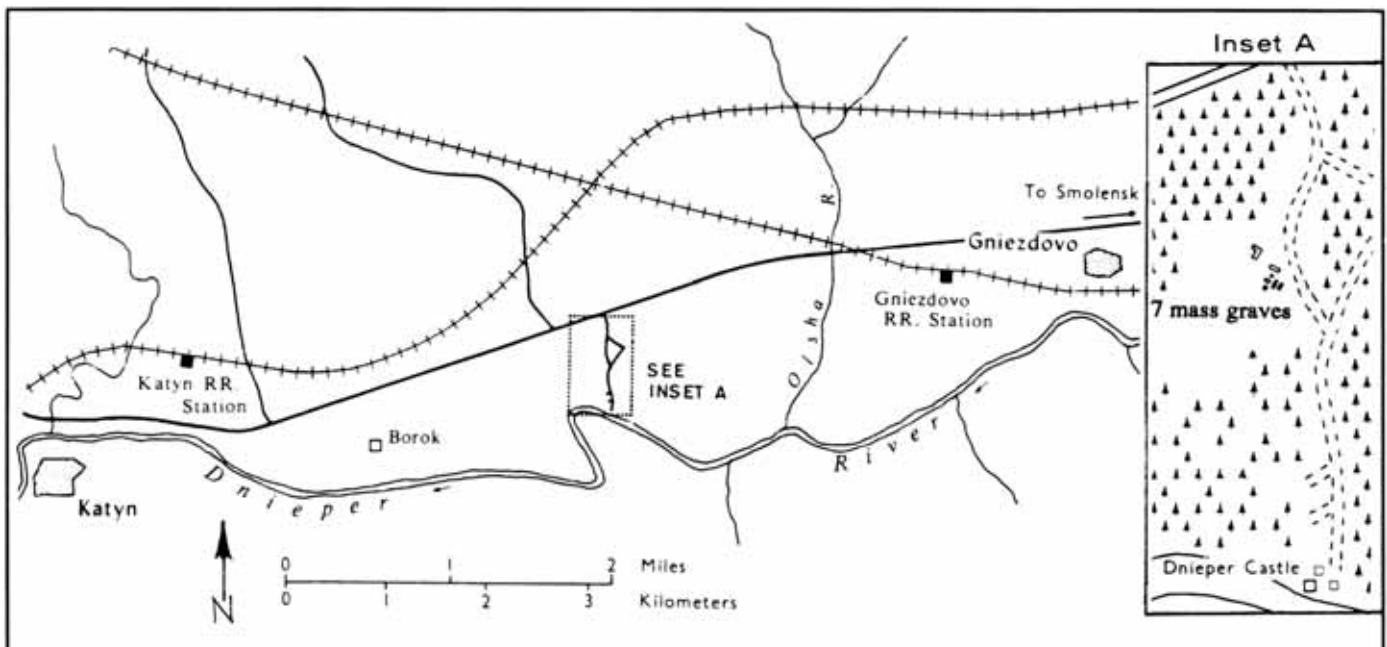 Inset A
To Smolensk
Olsha R.
Gniezdovo
Gniezdovo
RR. Station
7 mass graves
Katyn RR.
Station
SEE
INSET A
Borok
Dnieper River
Katyn
Dnieper Castle
0 1 2 Miles
0 1 2 3 Kilometers
N